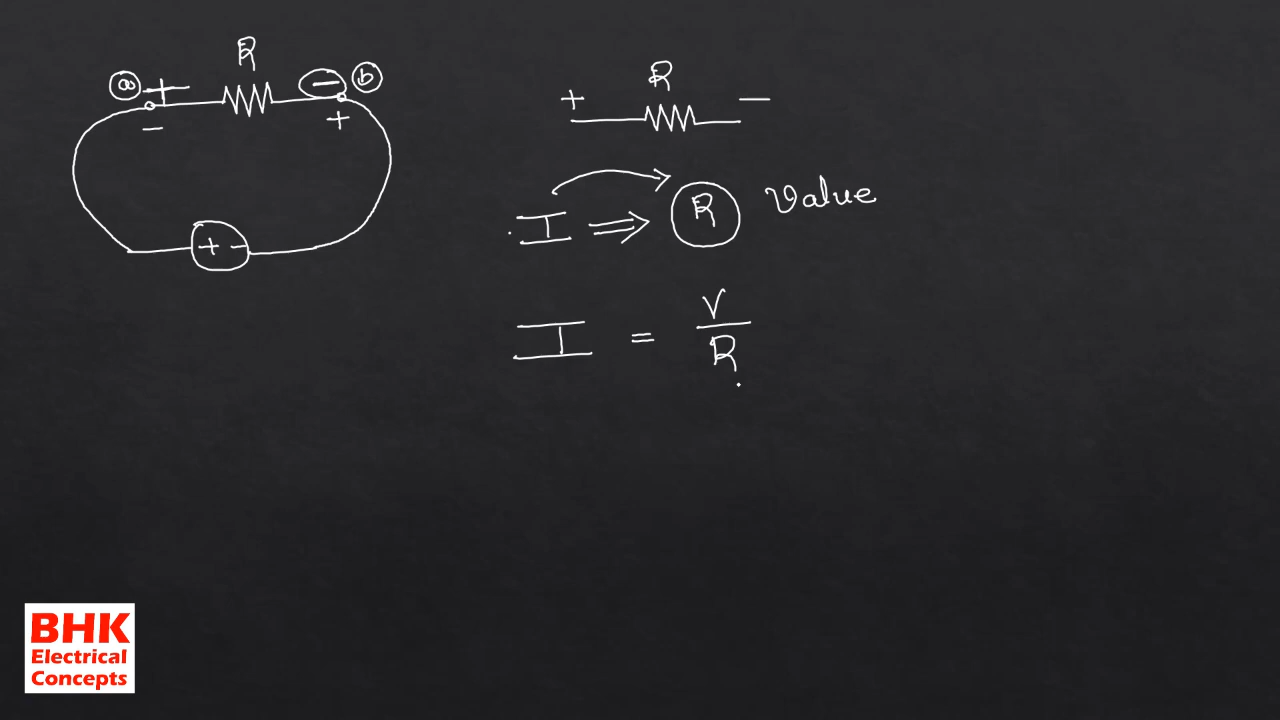 R
a + − b
− +
+ −
R
+ −
I ⇒ R Value
I = V/R
BHK
Electrical
Concepts